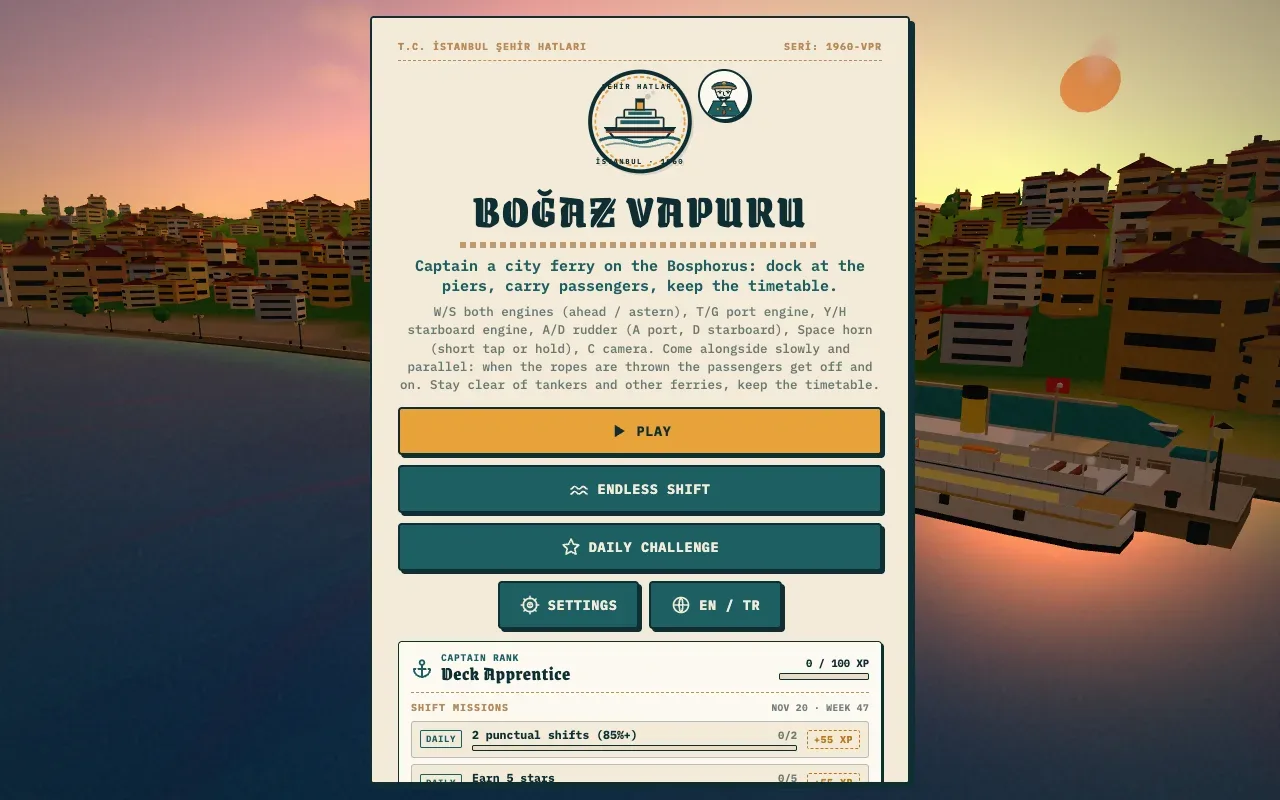 T.C. İSTANBUL ŞEHİR HATLARI
SERİ: 1960-VPR
ŞEHİR HATLARI
İSTANBUL · 1960
BOĞAZ VAPURU
Captain a city ferry on the Bosphorus: dock at the
piers, carry passengers, keep the timetable.
W/S both engines (ahead / astern), T/G port engine, Y/H
starboard engine, A/D rudder (A port, D starboard), Space horn
(short tap or hold), C camera. Come alongside slowly and
parallel: when the ropes are thrown the passengers get off and
on. Stay clear of tankers and other ferries, keep the timetable.
PLAY
ENDLESS SHIFT
DAILY CHALLENGE
SETTINGS
EN / TR
CAPTAIN RANK
Deck Apprentice
0 / 100 XP
SHIFT MISSIONS
NOV 20 · WEEK 47
DAILY
2 punctual shifts (85%+)
0/2
+55 XP
DAILY
Earn 5 stars
0/5
+55 XP